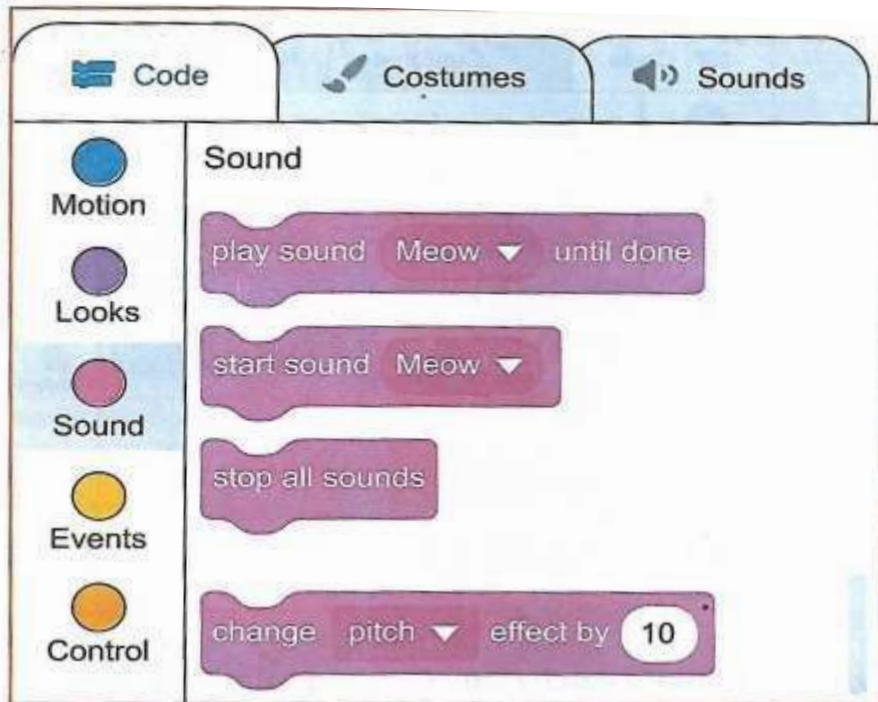 Code
Costumes
Sounds
Motion
Looks
Sound
Events
Control
Sound
play sound Meow until done
start sound Meow
stop all sounds
change pitch effect by 10